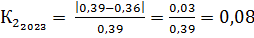 К₂₂₀₂₃ = |0,39−0,36| / 0,39 = 0,03 / 0,39 = 0,08